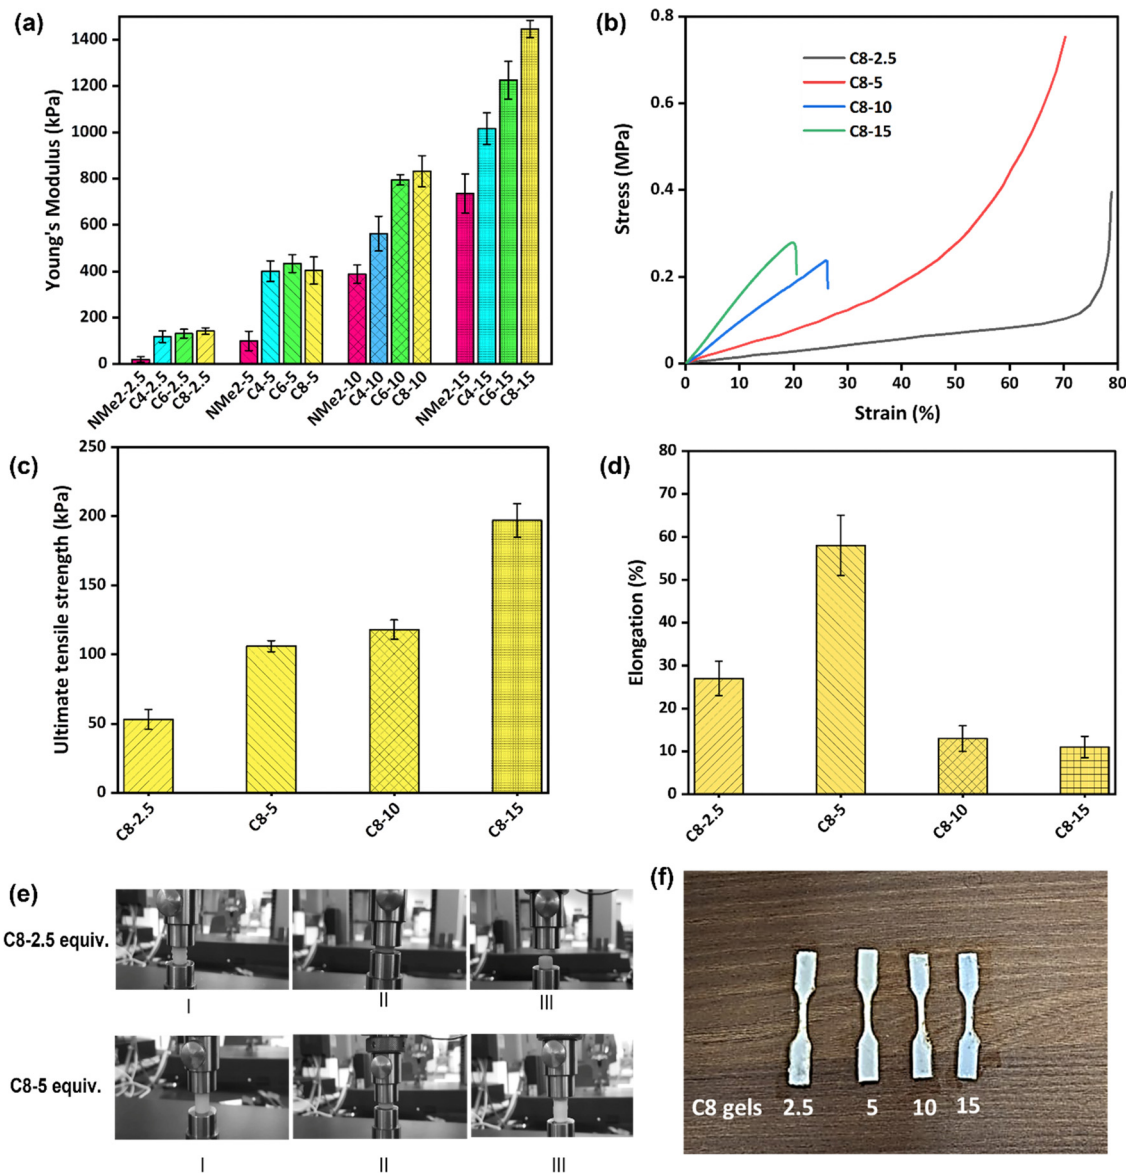 (a)
Young's Modulus (kPa)
1400
1200
1000
800
600
400
200
0
NMe2-2.5
C4-2.5
C6-2.5
C8-2.5
NMe2-5
C4-5
C6-5
C8-5
NMe2-10
C4-10
C6-10
C8-10
NMe2-15
C4-15
C6-15
C8-15
(b)
Stress (MPa)
0.8
0.6
0.4
0.2
0
C8-2.5
C8-5
C8-10
C8-15
0 10 20 30 40 50 60 70 80
Strain (%)
(c)
Ultimate tensile strength (kPa)
250
200
150
100
50
0
C8-2.5
C8-5
C8-10
C8-15
(d)
Elongation (%)
80
70
60
50
40
30
20
10
0
C8-2.5
C8-5
C8-10
C8-15
(e)
C8-2.5 equiv.
I II III
C8-5 equiv.
I II III
(f)
C8 gels 2.5 5 10 15